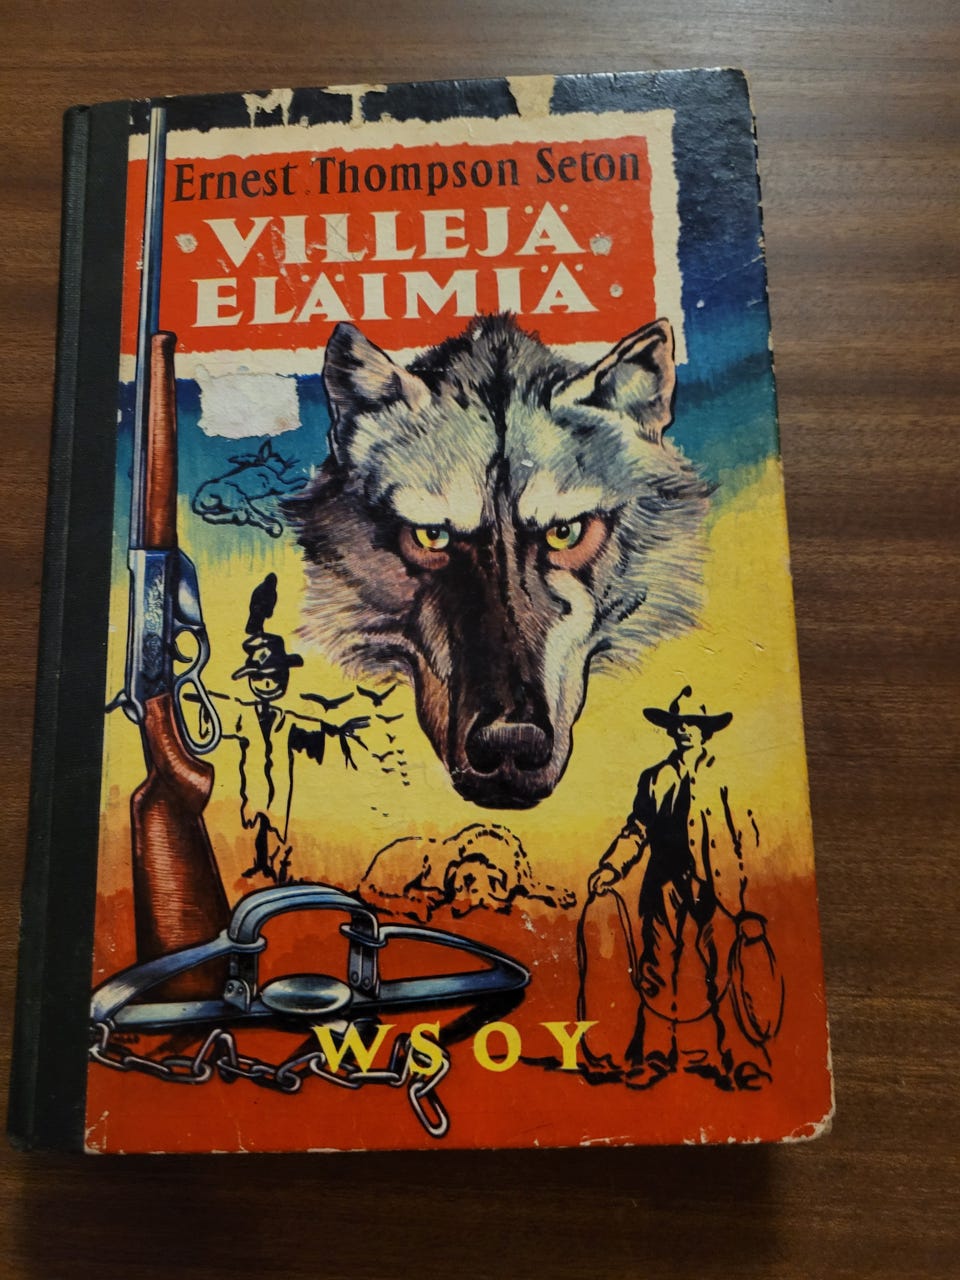 Ernest Thompson Seton
VILLEJÄ
ELÄIMIÄ
WSOY